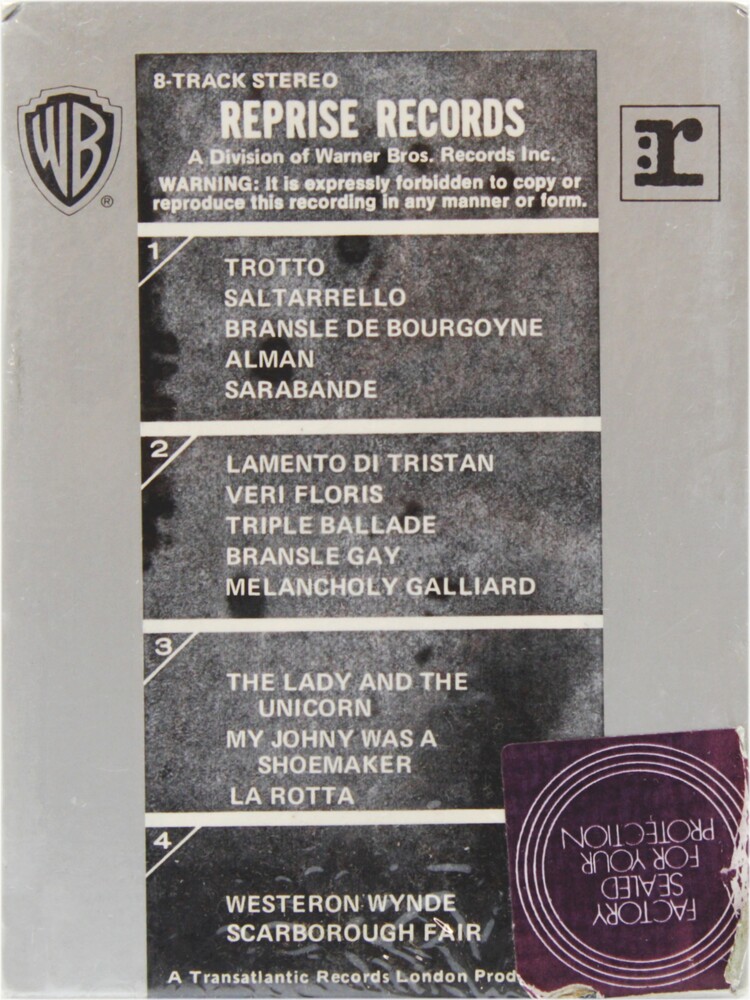 8-TRACK STEREO
REPRISE RECORDS
A Division of Warner Bros. Records Inc.
WARNING: It is expressly forbidden to copy or
reproduce this recording in any manner or form.
WB
®
:r
1
TROTTO
SALTARRELLO
BRANSLE DE BOURGOYNE
ALMAN
SARABANDE
2
LAMENTO DI TRISTAN
VERI FLORIS
TRIPLE BALLADE
BRANSLE GAY
MELANCHOLY GALLIARD
3
THE LADY AND THE
UNICORN
MY JOHNY WAS A
SHOEMAKER
LA ROTTA
4
WESTERON WYNDE
SCARBOROUGH FAIR
A Transatlantic Records London Prod
FACTORY
SEALED
FOR YOUR
PROTECTION